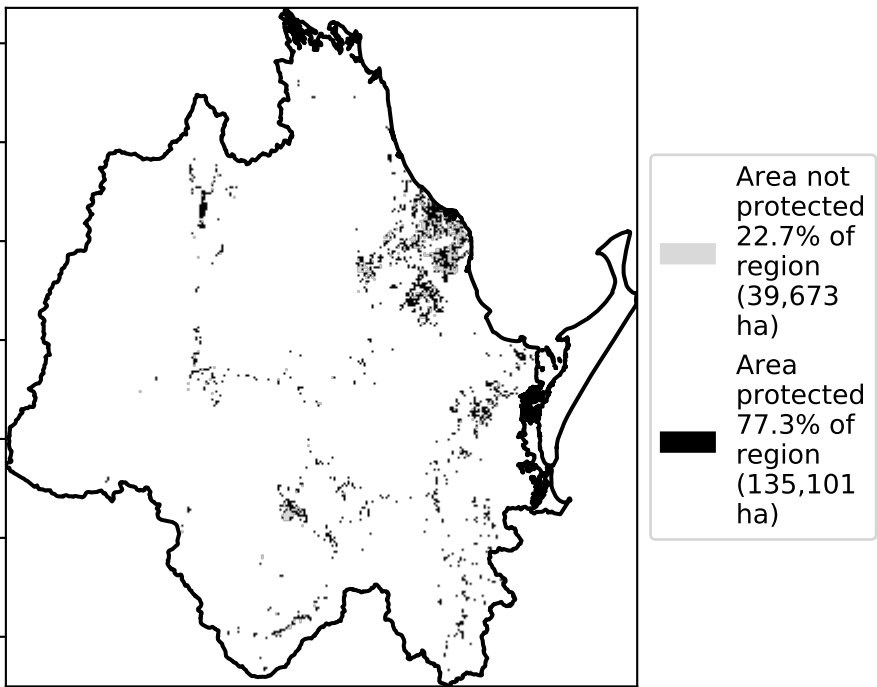 Area not
protected
22.7% of
region
(39,673
ha)
Area
protected
77.3% of
region
(135,101
ha)